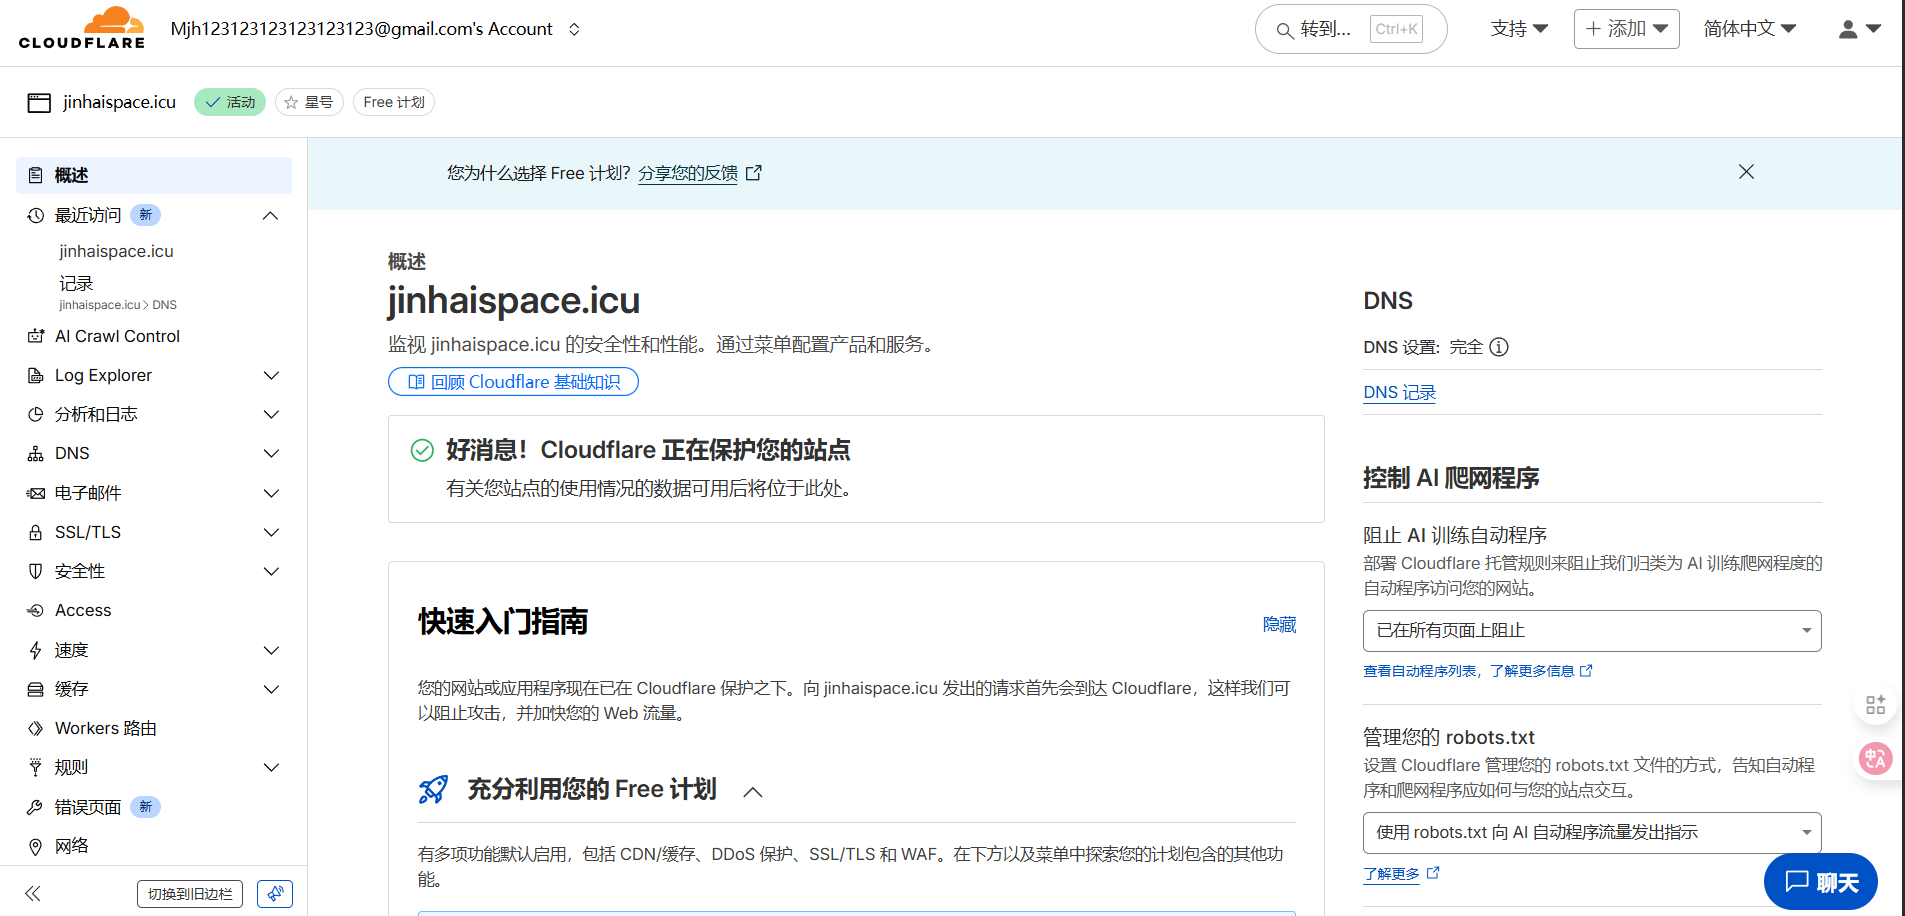 CLOUDFLARE
Mjh123123123123123123@gmail.com's Account
转到... Ctrl+K
支持
添加
简体中文
jinhaispace.icu
活动
星号
Free 计划
概述
最近访问 新
jinhaispace.icu
记录
jinhaispace.icu > DNS
AI Crawl Control
Log Explorer
分析和日志
DNS
电子邮件
SSL/TLS
安全性
Access
速度
缓存
Workers 路由
规则
错误页面 新
网络
切换到旧边栏
您为什么选择 Free 计划？分享您的反馈
概述
jinhaispace.icu
监视 jinhaispace.icu 的安全性和性能。通过菜单配置产品和服务。
回顾 Cloudflare 基础知识
好消息！Cloudflare 正在保护您的站点
有关您站点的使用情况的数据可用后将位于此处。
快速入门指南
隐藏
您的网站或应用程序现在已在 Cloudflare 保护之下。向 jinhaispace.icu 发出的请求首先会到达 Cloudflare，这样我们可
以阻止攻击，并加快您的 Web 流量。
充分利用您的 Free 计划
有多项功能默认启用，包括 CDN/缓存、DDoS 保护、SSL/TLS 和 WAF。在下方以及菜单中探索您的计划包含的其他功
能。
DNS
DNS 设置: 完全
DNS 记录
控制 AI 爬网程序
阻止 AI 训练自动程序
部署 Cloudflare 托管规则来阻止我们归类为 AI 训练爬网程度的
自动程序访问您的网站。
已在所有页面上阻止
查看自动程序列表，了解更多信息
管理您的 robots.txt
设置 Cloudflare 管理您的 robots.txt 文件的方式，告知自动程
序和爬网程序应如何与您的站点交互。
使用 robots.txt 向 AI 自动程序流量发出指示
了解更多
聊天